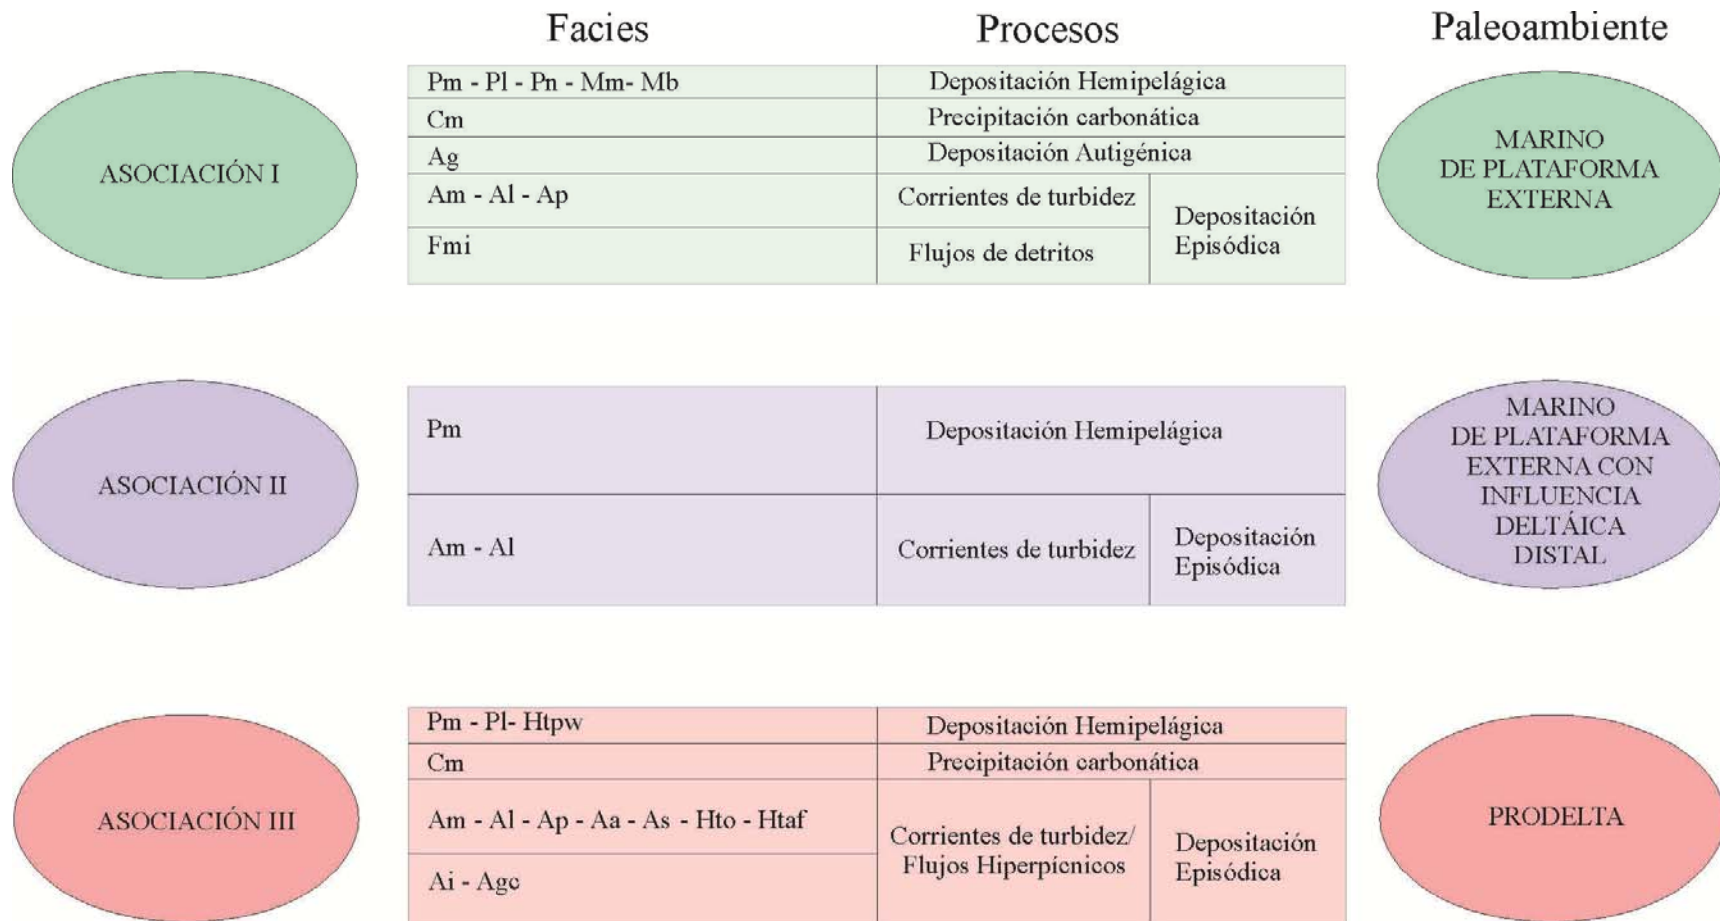 Facies
Procesos
Paleoambiente
ASOCIACIÓN I
Pm - Pl - Pn - Mm- Mb
Depositación Hemipelágica
Cm
Precipitación carbonática
Ag
Depositación Autigénica
Am - Al - Ap
Corrientes de turbidez
Fmi
Flujos de detritos
Depositación
Episódica
MARINO
DE PLATAFORMA
EXTERNA
ASOCIACIÓN II
Pm
Depositación Hemipelágica
Am - Al
Corrientes de turbidez
Depositación
Episódica
MARINO
DE PLATAFORMA
EXTERNA CON
INFLUENCIA
DELTÁICA
DISTAL
ASOCIACIÓN III
Pm - Pl- Htpw
Depositación Hemipelágica
Cm
Precipitación carbonática
Am - Al - Ap - Aa - As - Hto - Htaf
Ai - Agc
Corrientes de turbidez/
Flujos Hiperpícnicos
Depositación
Episódica
PRODELTA